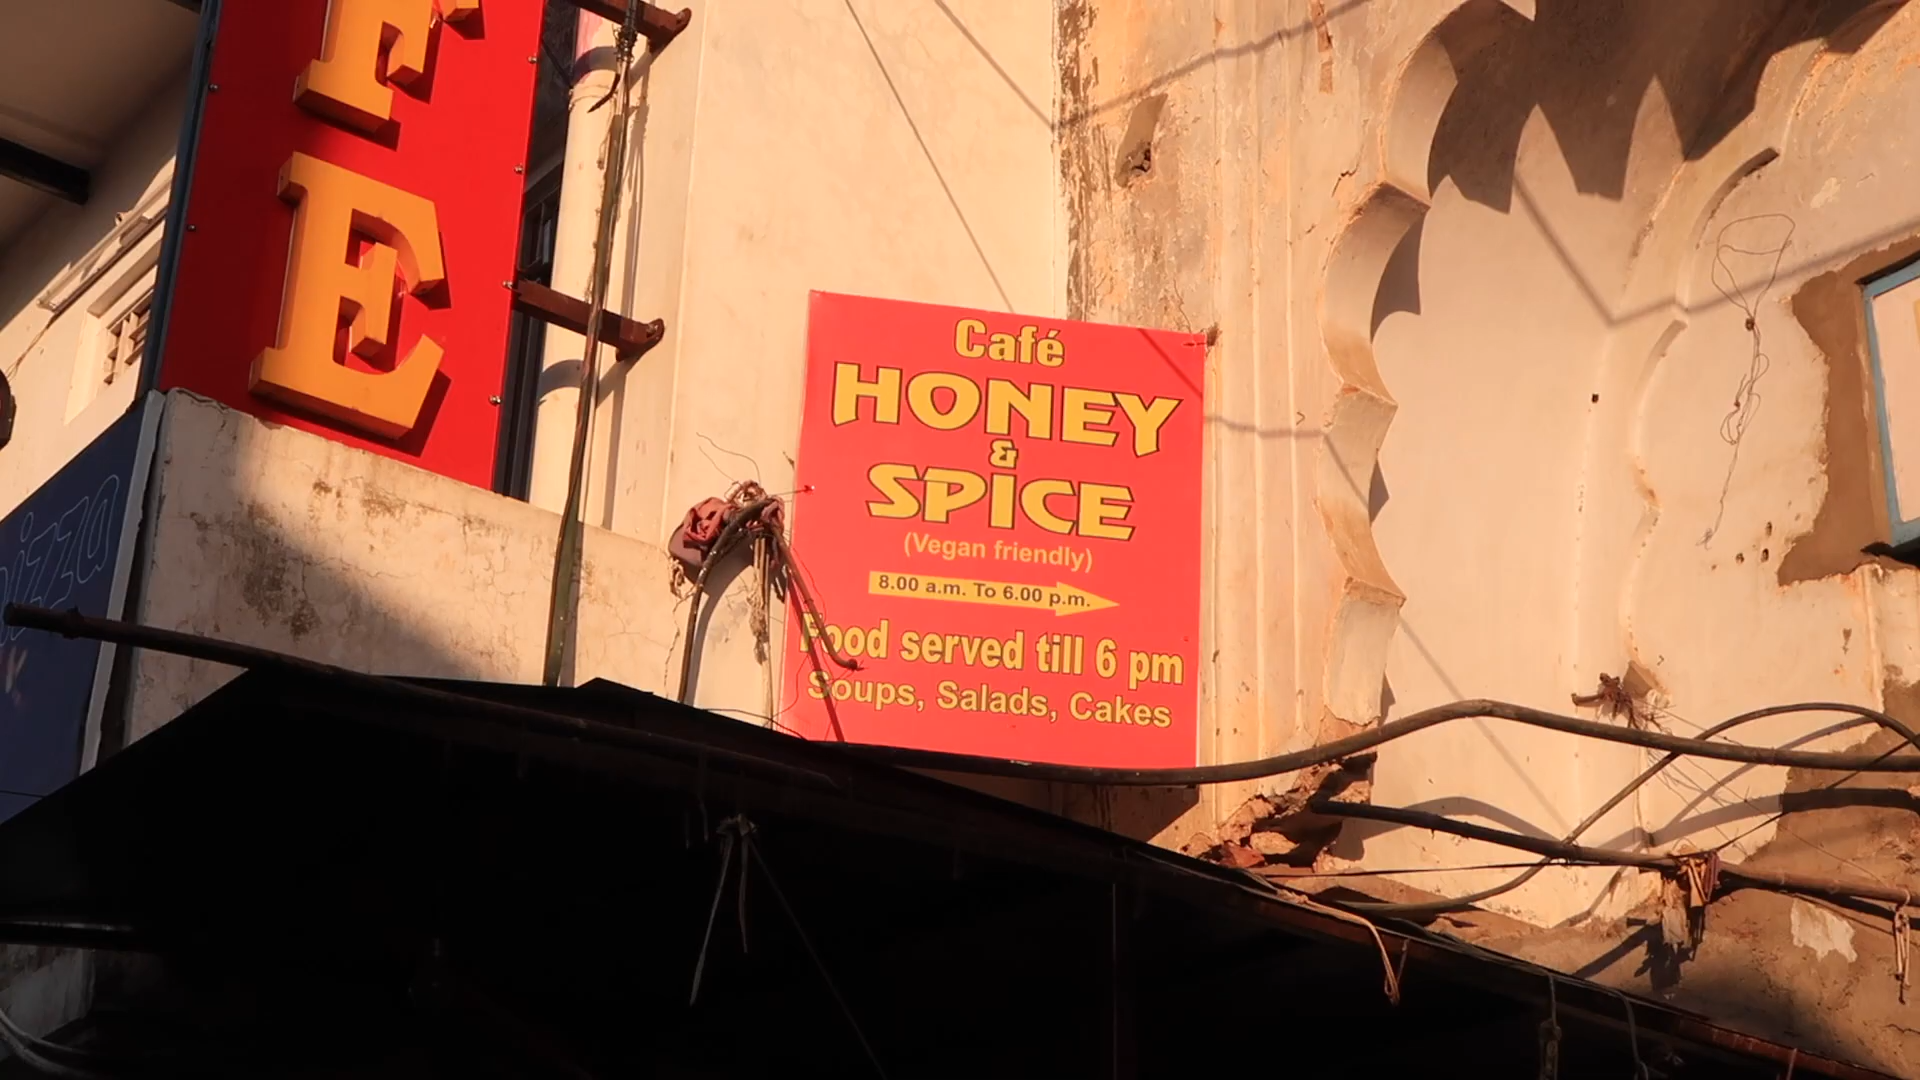 FE
pizza
Café
HONEY
&
SPICE
(Vegan friendly)
8.00 a.m. To 6.00 p.m.
Food served till 6 pm
Soups, Salads, Cakes